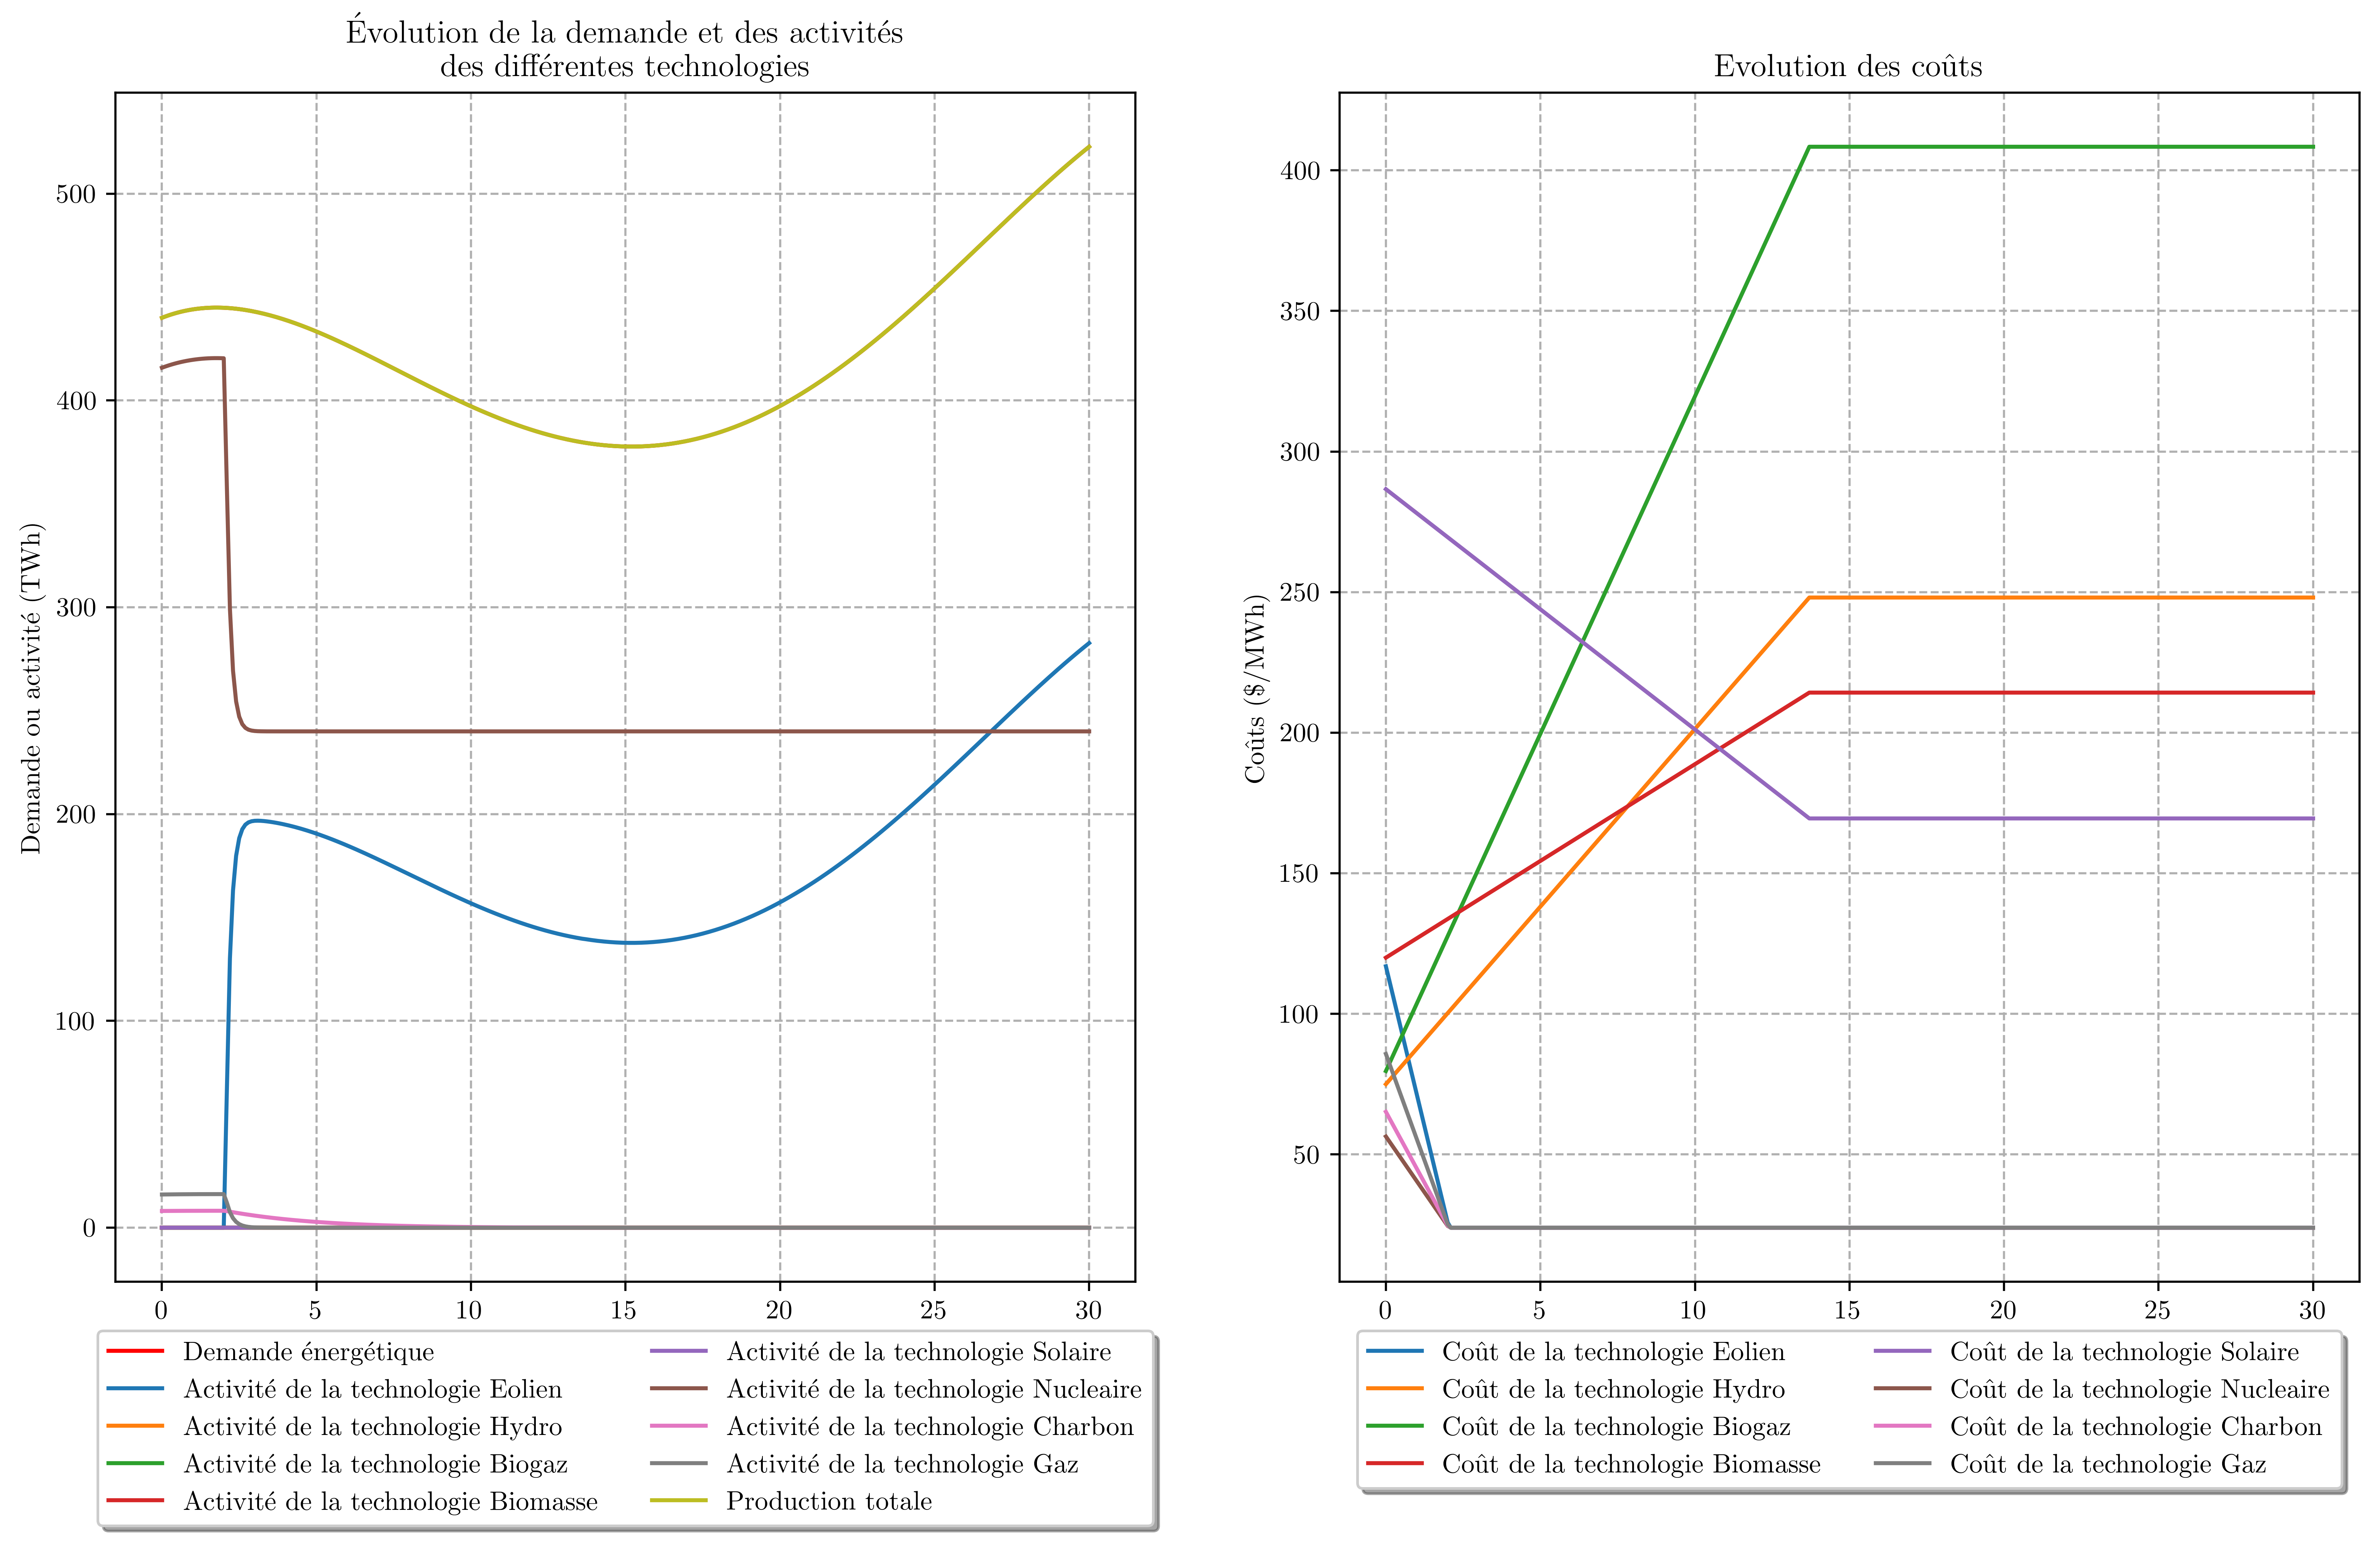 Évolution de la demande et des activités
des différentes technologies
Demande ou activité (TWh)
500
400
300
200
100
0
0 5 10 15 20 25 30
Demande énergétique
Activité de la technologie Eolien
Activité de la technologie Hydro
Activité de la technologie Biogaz
Activité de la technologie Biomasse
Activité de la technologie Solaire
Activité de la technologie Nucleaire
Activité de la technologie Charbon
Activité de la technologie Gaz
Production totale
Evolution des coûts
Coûts ($/MWh)
400
350
300
250
200
150
100
50
0 5 10 15 20 25 30
Coût de la technologie Eolien
Coût de la technologie Hydro
Coût de la technologie Biogaz
Coût de la technologie Biomasse
Coût de la technologie Solaire
Coût de la technologie Nucleaire
Coût de la technologie Charbon
Coût de la technologie Gaz